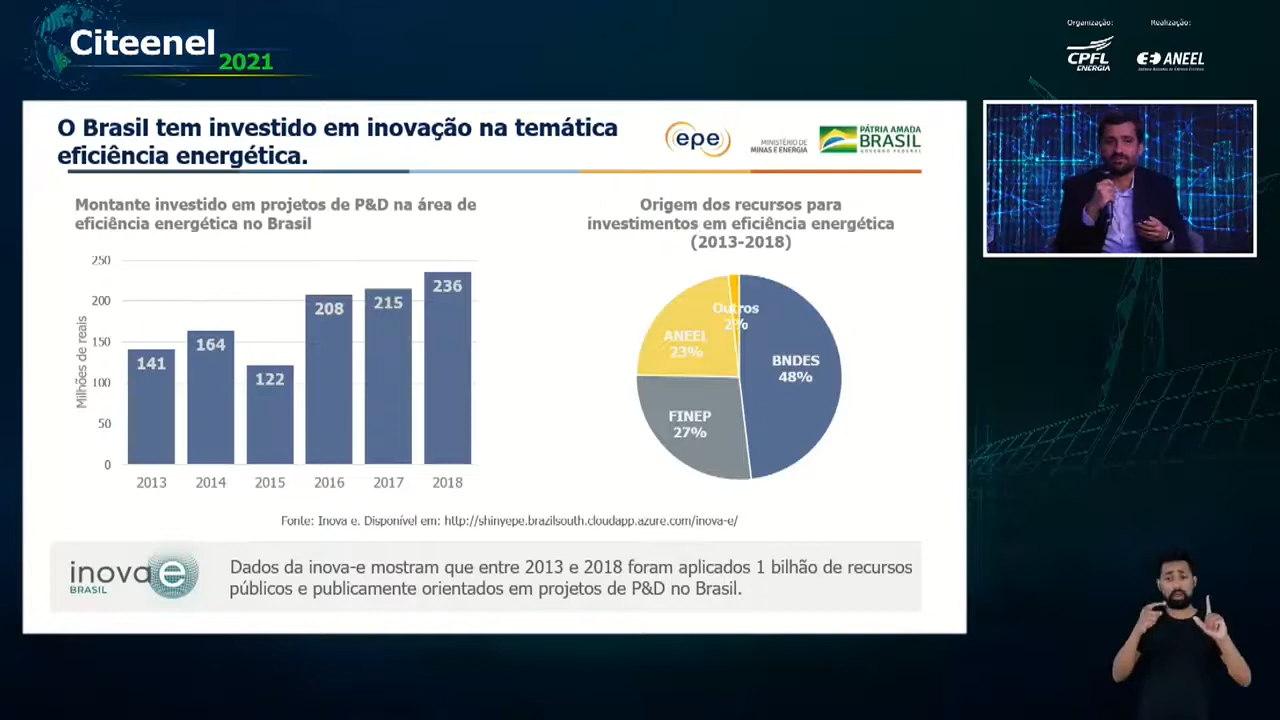 Citeenel
2021
Organização:
Realização:
CPFL
ENERGIA
ANEEL
O Brasil tem investido em inovação na temática
eficiência energética.
epe
MINISTÉRIO DE
MINAS E ENERGIA
PÁTRIA AMADA
BRASIL
GOVERNO FEDERAL
Montante investido em projetos de P&D na área de
eficiência energética no Brasil
Milhões de reais
250
200
150
100
50
0
141
164
122
208
215
236
2013
2014
2015
2016
2017
2018
Origem dos recursos para
investimentos em eficiência energética
(2013-2018)
Outros
2%
ANEEL
23%
BNDES
48%
FINEP
27%
Fonte: Inova e. Disponível em: http://shinyepe.brazilsouth.cloudapp.azure.com/inova-e/
inova e
BRASIL
Dados da inova-e mostram que entre 2013 e 2018 foram aplicados 1 bilhão de recursos
públicos e publicamente orientados em projetos de P&D no Brasil.